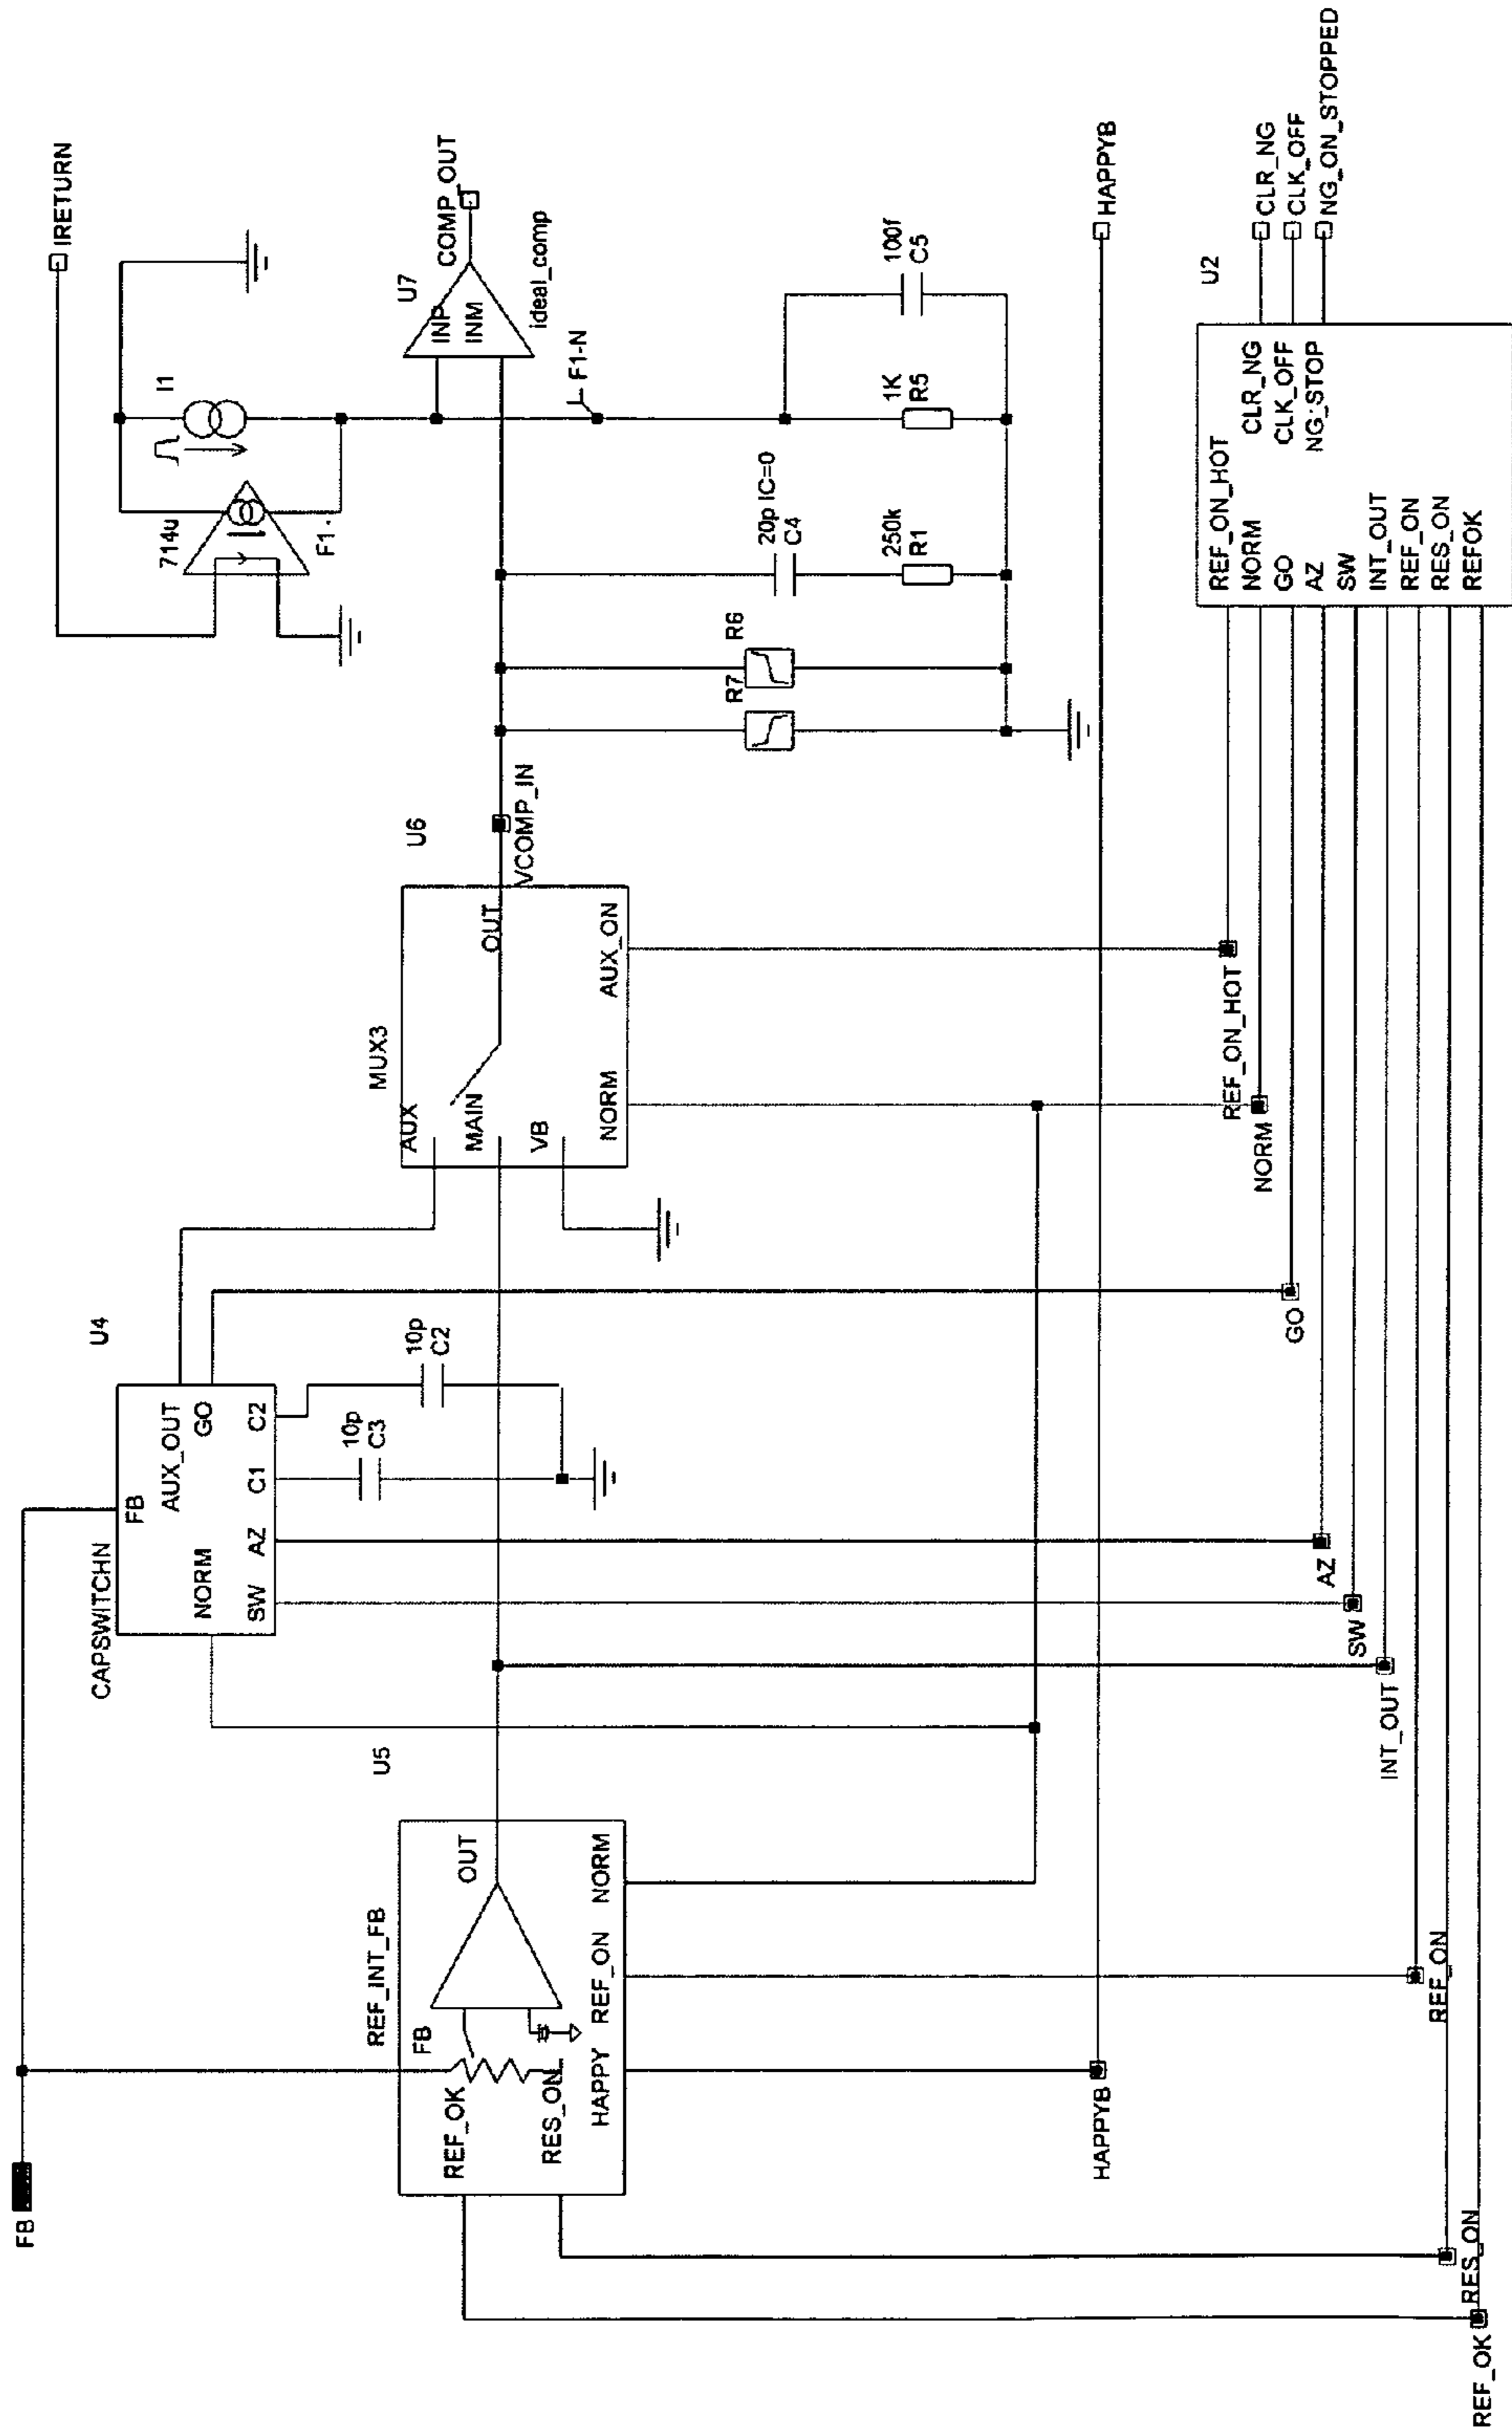 FB
IRETURN
U4
CAPSWITCHN
FB
AUX_OUT
GO
NORM
SW
AZ
C1
C2
10p
C3
10p
C2
I1
714u
F1-
U7
INP
INM
COMP_OUT
ideal_comp
F1-N
U5
REF_INT_FB
FB
OUT
REF_OK
RES_ON
HAPPY
REF_ON
NORM
U6
MUX3
AUX
MAIN
VB
OUT
NORM
AUX_ON
VCOMP_IN
R7
R6
20p IC=0
C4
250k
R1
1K
R5
100f
C5
HAPPYB
HAPPYB
U2
REF_ON_HOT
NORM
GO
AZ
SW
INT_OUT
REF_ON
RES_ON
REFOK
CLR_NG
CLK_OFF
NG_STOP
CLR_NG
CLK_OFF
NG_ON_STOPPED
REF_ON_HOT
NORM
GO
AZ
SW
INT_OUT
REF_ON
RES_ON
REF_OK